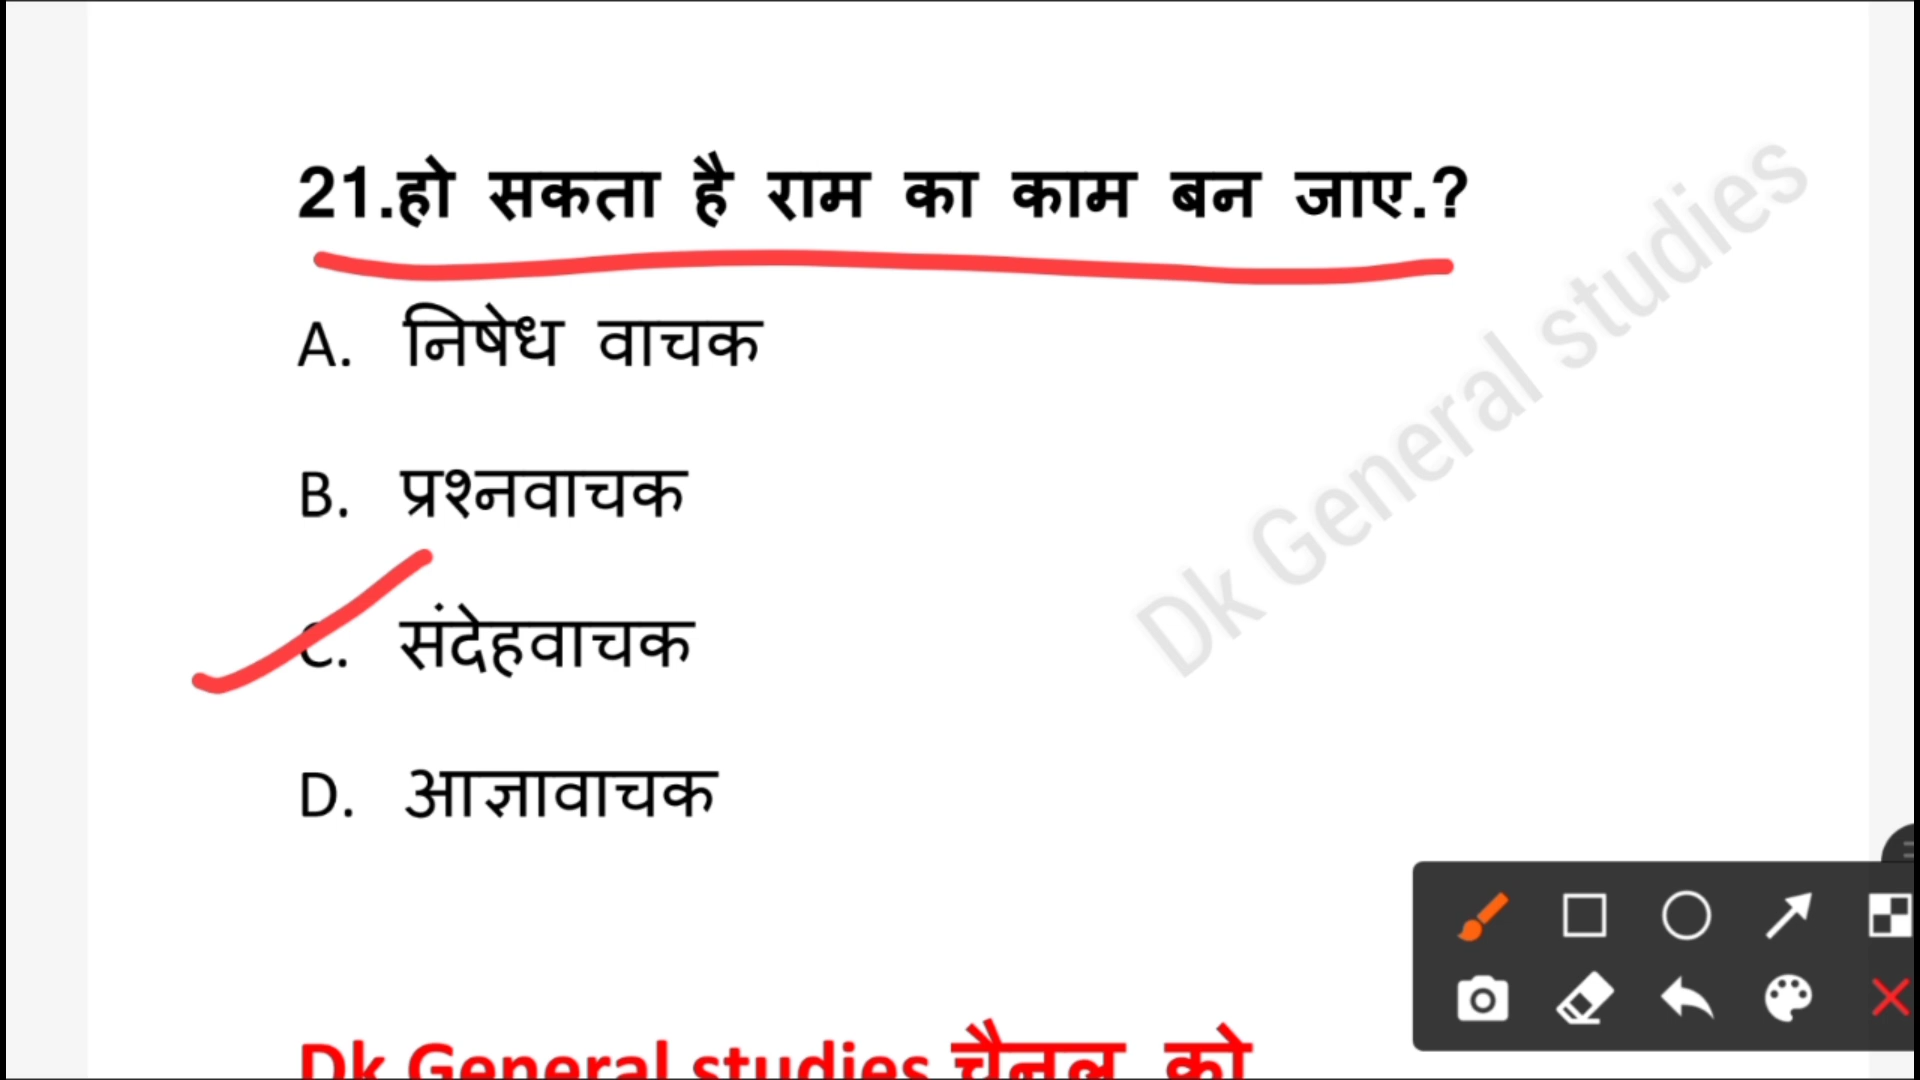 21.हो सकता है राम का काम बन जाए.?
A. निषेध वाचक
B. प्रश्नवाचक
C. संदेहवाचक
D. आज्ञावाचक
Dk General studies
Dk General studies चैनल को